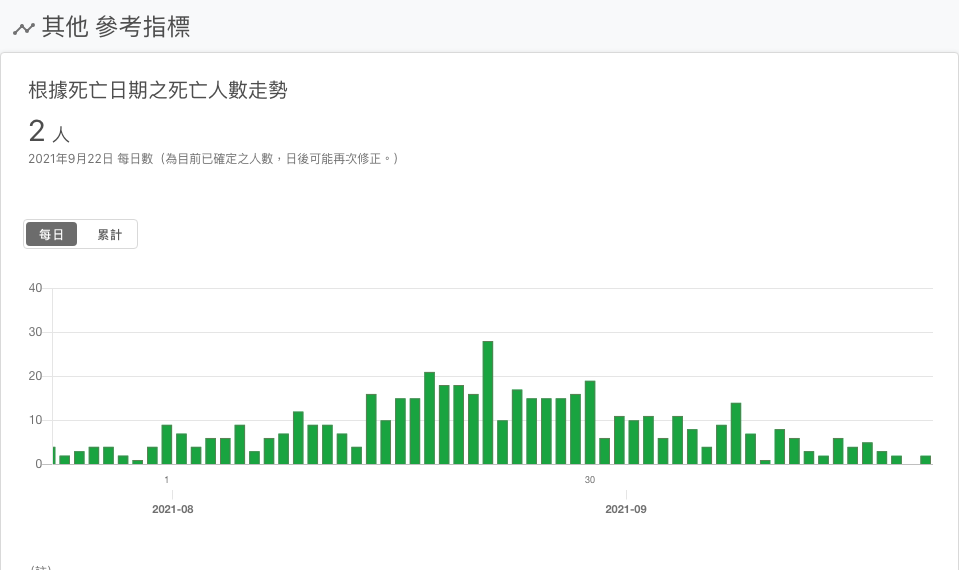 其他 參考指標
根據死亡日期之死亡人數走勢
2 人
2021年9月22日 每日數（為目前已確定之人數，日後可能再次修正。）
每日 累計
40
30
20
10
0
1 30
2021-08 2021-09